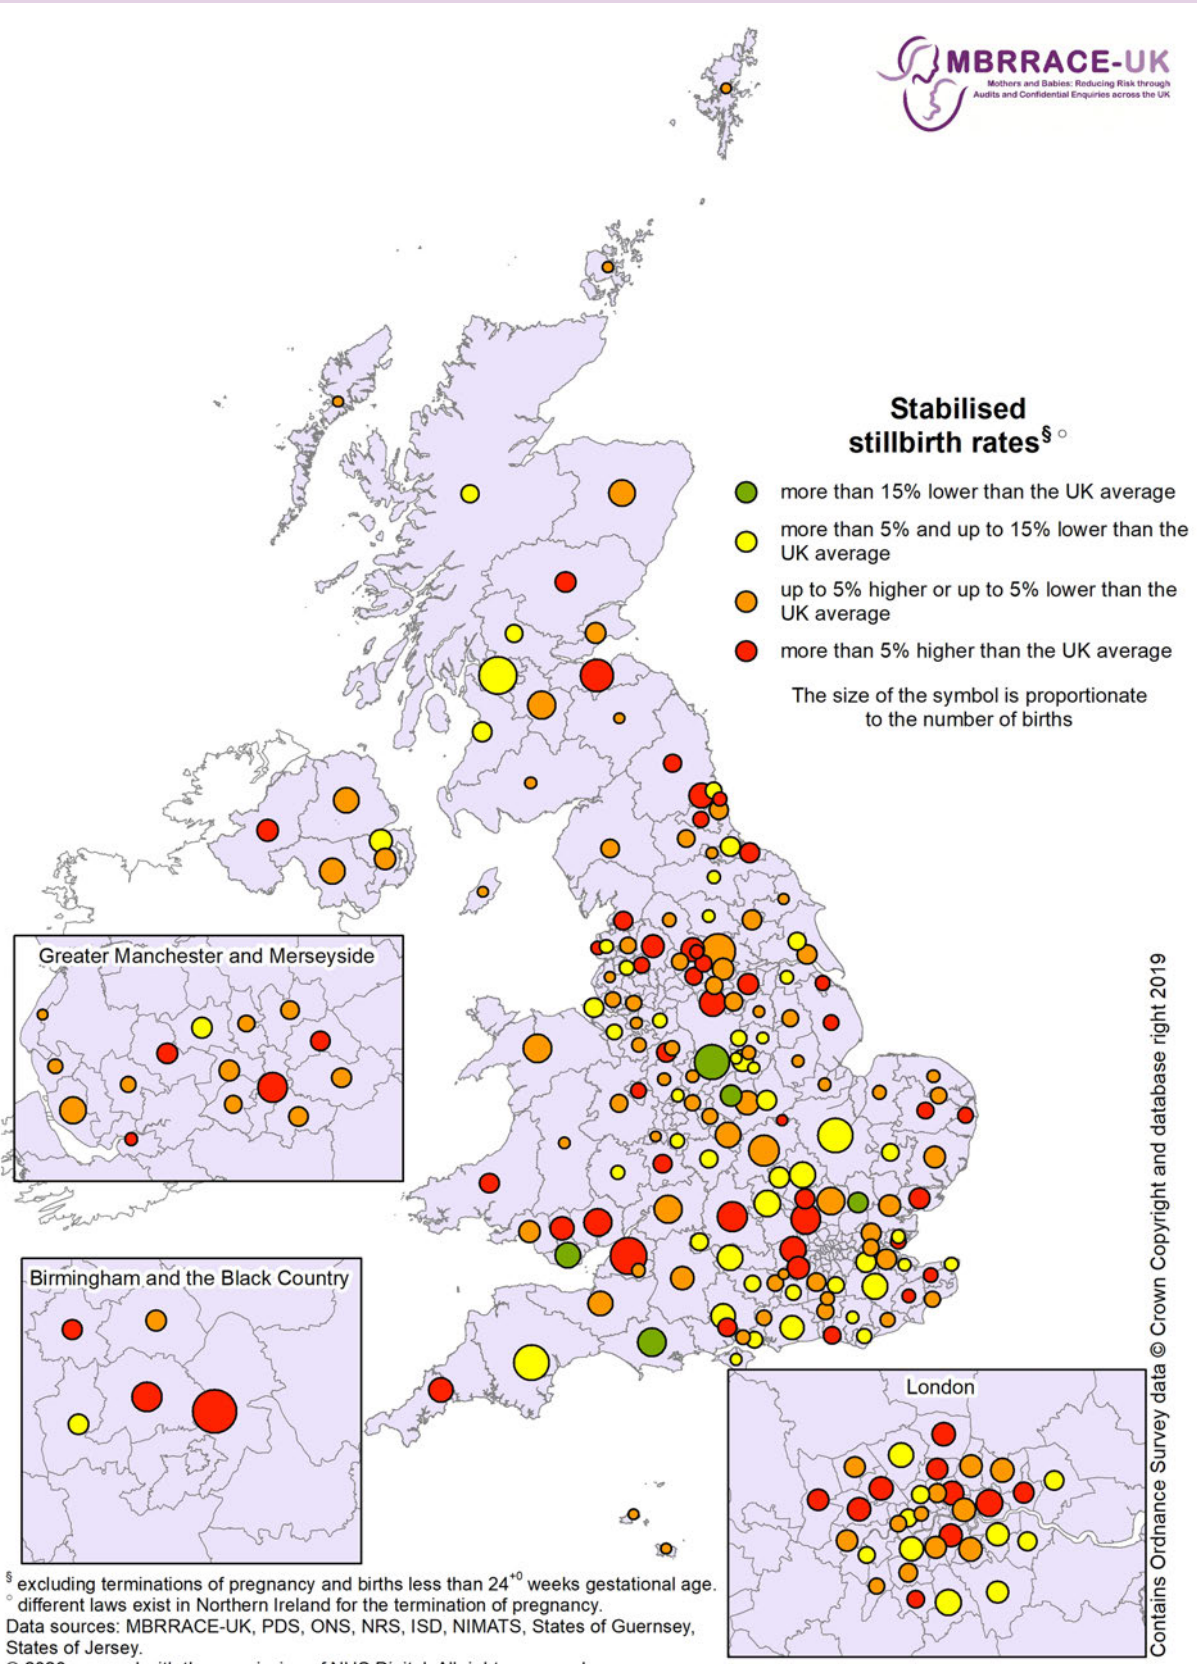 MBRRACE-UK
Mothers and Babies: Reducing Risk through
Audits and Confidential Enquiries across the UK
Stabilised
stillbirth rates§ ○
more than 15% lower than the UK average
more than 5% and up to 15% lower than the
UK average
up to 5% higher or up to 5% lower than the
UK average
more than 5% higher than the UK average
The size of the symbol is proportionate
to the number of births
Greater Manchester and Merseyside
Birmingham and the Black Country
London
§ excluding terminations of pregnancy and births less than 24+0 weeks gestational age.
○ different laws exist in Northern Ireland for the termination of pregnancy.
Data sources: MBRRACE-UK, PDS, ONS, NRS, ISD, NIMATS, States of Guernsey,
States of Jersey.
Contains Ordnance Survey data © Crown Copyright and database right 2019